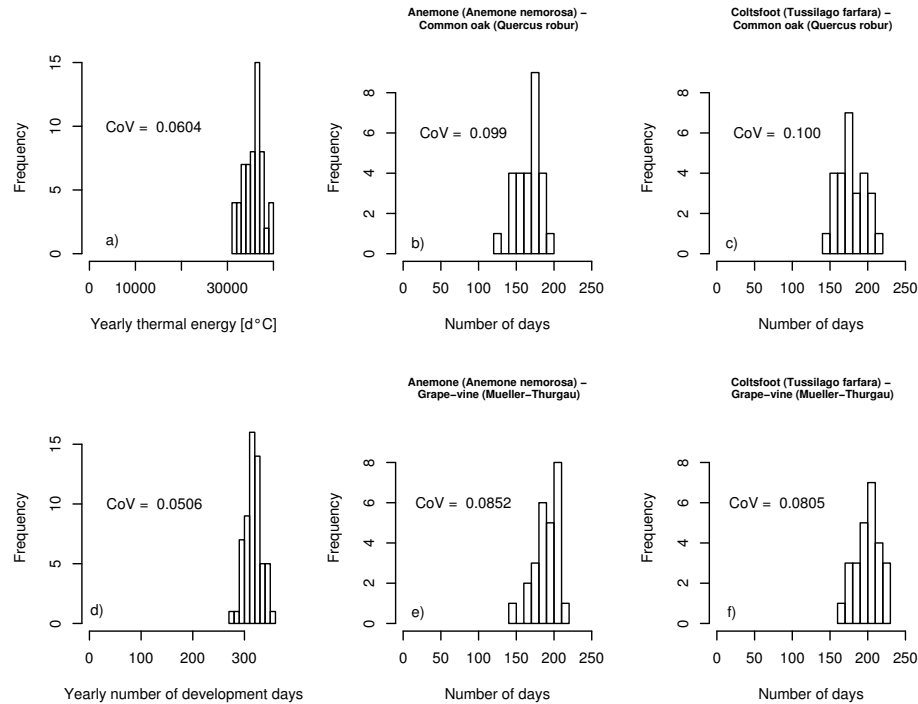 Anemone (Anemone nemorosa) –
Common oak (Quercus robur)
Coltsfoot (Tussilago farfara) –
Common oak (Quercus robur)
Frequency
0 5 10 15
CoV = 0.0604
a)
0 10000 30000
Yearly thermal energy [d°C]
Frequency
0 2 4 6 8
CoV = 0.099
b)
0 50 100 150 200 250
Number of days
Frequency
0 2 4 6 8
CoV = 0.100
c)
0 50 100 150 200 250
Number of days
Anemone (Anemone nemorosa) –
Grape−vine (Mueller−Thurgau)
Coltsfoot (Tussilago farfara) –
Grape−vine (Mueller−Thurgau)
Frequency
0 5 10 15
CoV = 0.0506
d)
0 100 200 300
Yearly number of development days
Frequency
0 2 4 6 8
CoV = 0.0852
e)
0 50 100 150 200 250
Number of days
Frequency
0 2 4 6 8
CoV = 0.0805
f)
0 50 100 150 200 250
Number of days